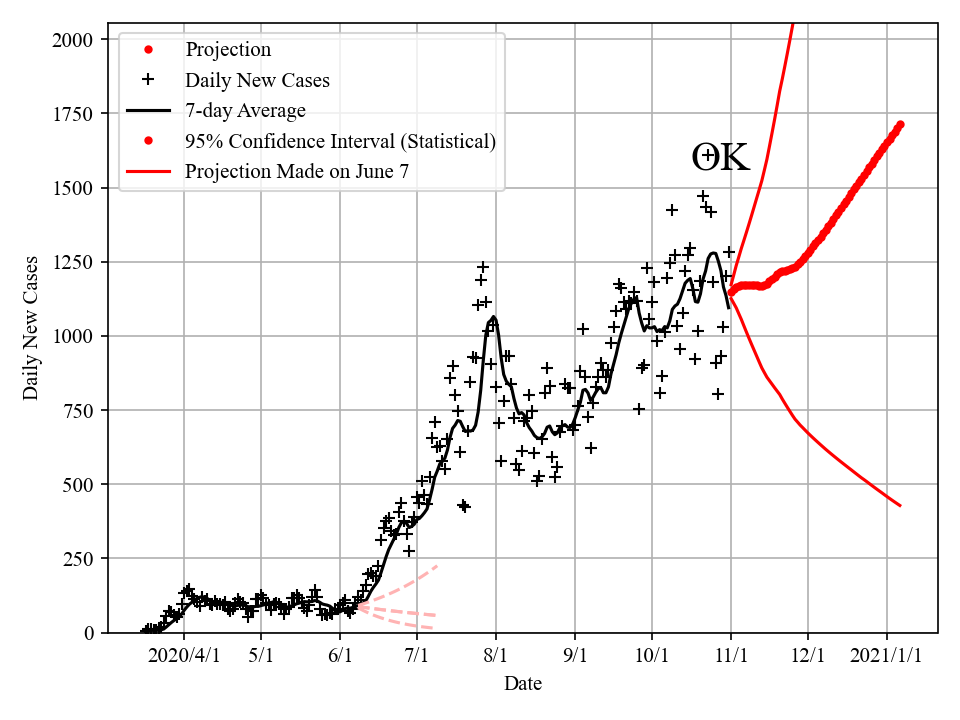 2000
1750
1500
1250
1000
750
500
250
0
Daily New Cases
Projection
Daily New Cases
7-day Average
95% Confidence Interval (Statistical)
Projection Made on June 7
OK
2020/4/1 5/1 6/1 7/1 8/1 9/1 10/1 11/1 12/1 2021/1/1
Date